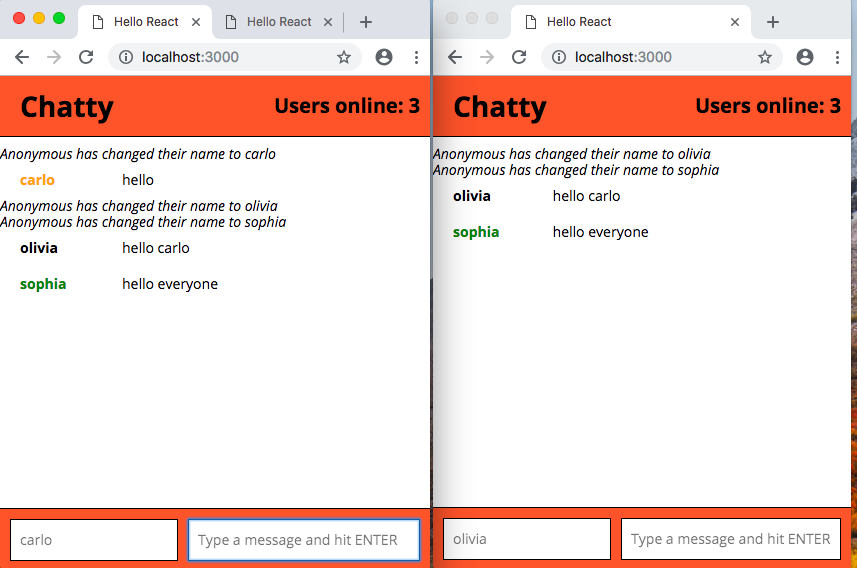 Hello React
Hello React
localhost:3000
Chatty
Users online: 3
Anonymous has changed their name to carlo
carlo hello
Anonymous has changed their name to olivia
Anonymous has changed their name to sophia
olivia hello carlo
sophia hello everyone
carlo
Type a message and hit ENTER
Hello React
localhost:3000
Chatty
Users online: 3
Anonymous has changed their name to olivia
Anonymous has changed their name to sophia
olivia hello carlo
sophia hello everyone
olivia
Type a message and hit ENTER